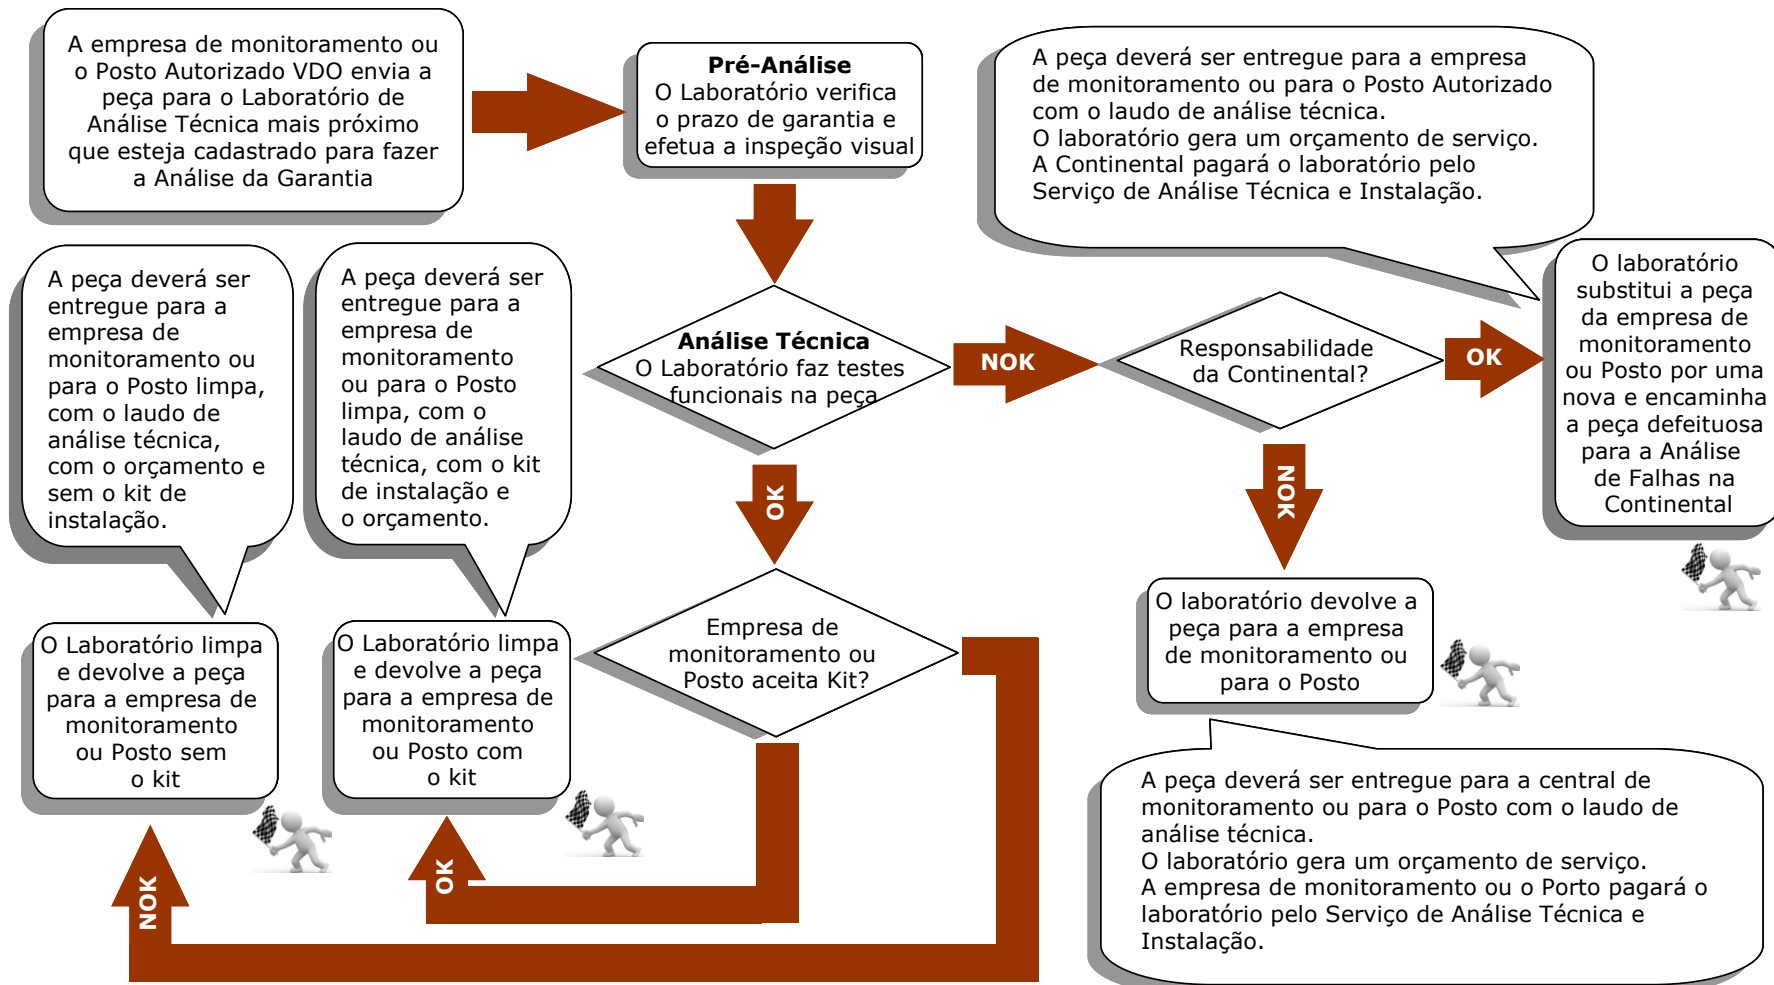 A empresa de monitoramento ou
o Posto Autorizado VDO envia a
peça para o Laboratório de
Análise Técnica mais próximo
que esteja cadastrado para fazer
a Análise da Garantia
Pré-Análise
O Laboratório verifica
o prazo de garantia e
efetua a inspeção visual
A peça deverá ser entregue para a empresa
de monitoramento ou para o Posto Autorizado
com o laudo de análise técnica.
O laboratório gera um orçamento de serviço.
A Continental pagará o laboratório pelo
Serviço de Análise Técnica e Instalação.
A peça deverá ser
entregue para a
empresa de
monitoramento ou
para o Posto limpa,
com o laudo de
análise técnica,
com o orçamento e
sem o kit de
instalação.
A peça deverá ser
entregue para a
empresa de
monitoramento
ou para o Posto
limpa, com o
laudo de análise
técnica, com o kit
de instalação e
o orçamento.
Análise Técnica
O Laboratório faz testes
funcionais na peça
NOK
Responsabilidade
da Continental?
OK
O laboratório
substitui a peça
da empresa de
monitoramento
ou Posto por uma
nova e encaminha
a peça defeituosa
para a Análise
de Falhas na
Continental
OK
NOK
O Laboratório limpa
e devolve a peça
para a empresa de
monitoramento
ou Posto sem
o kit
O Laboratório limpa
e devolve a peça
para a empresa de
monitoramento
ou Posto com
o kit
Empresa de
monitoramento ou
Posto aceita Kit?
O laboratório devolve a
peça para a empresa
de monitoramento ou
para o Posto
NOK
OK
A peça deverá ser entregue para a central de
monitoramento ou para o Posto com o laudo de
análise técnica.
O laboratório gera um orçamento de serviço.
A empresa de monitoramento ou o Porto pagará o
laboratório pelo Serviço de Análise Técnica e
Instalação.